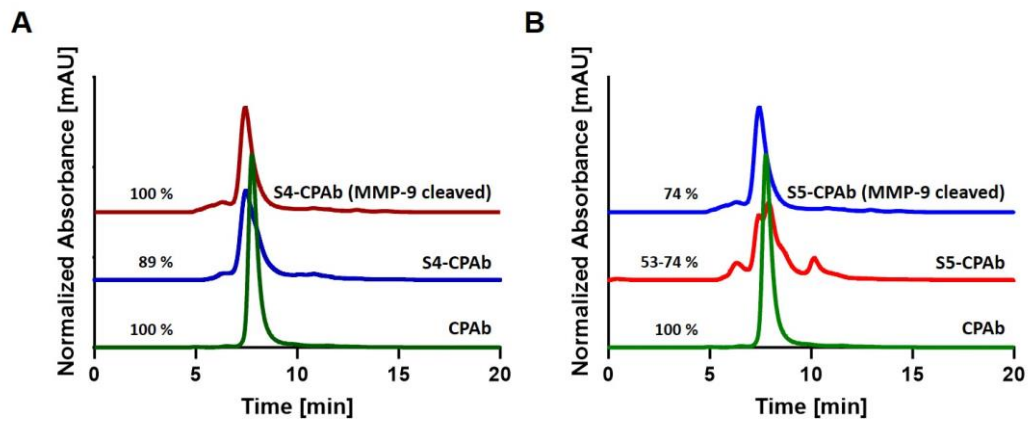 A
Normalized Absorbance [mAU]
100 %
S4-CPAb (MMP-9 cleaved)
89 %
S4-CPAb
100 %
CPAb
0
5
10
15
20
Time [min]
B
Normalized Absorbance [mAU]
74 %
S5-CPAb (MMP-9 cleaved)
53-74 %
S5-CPAb
100 %
CPAb
0
5
10
15
20
Time [min]